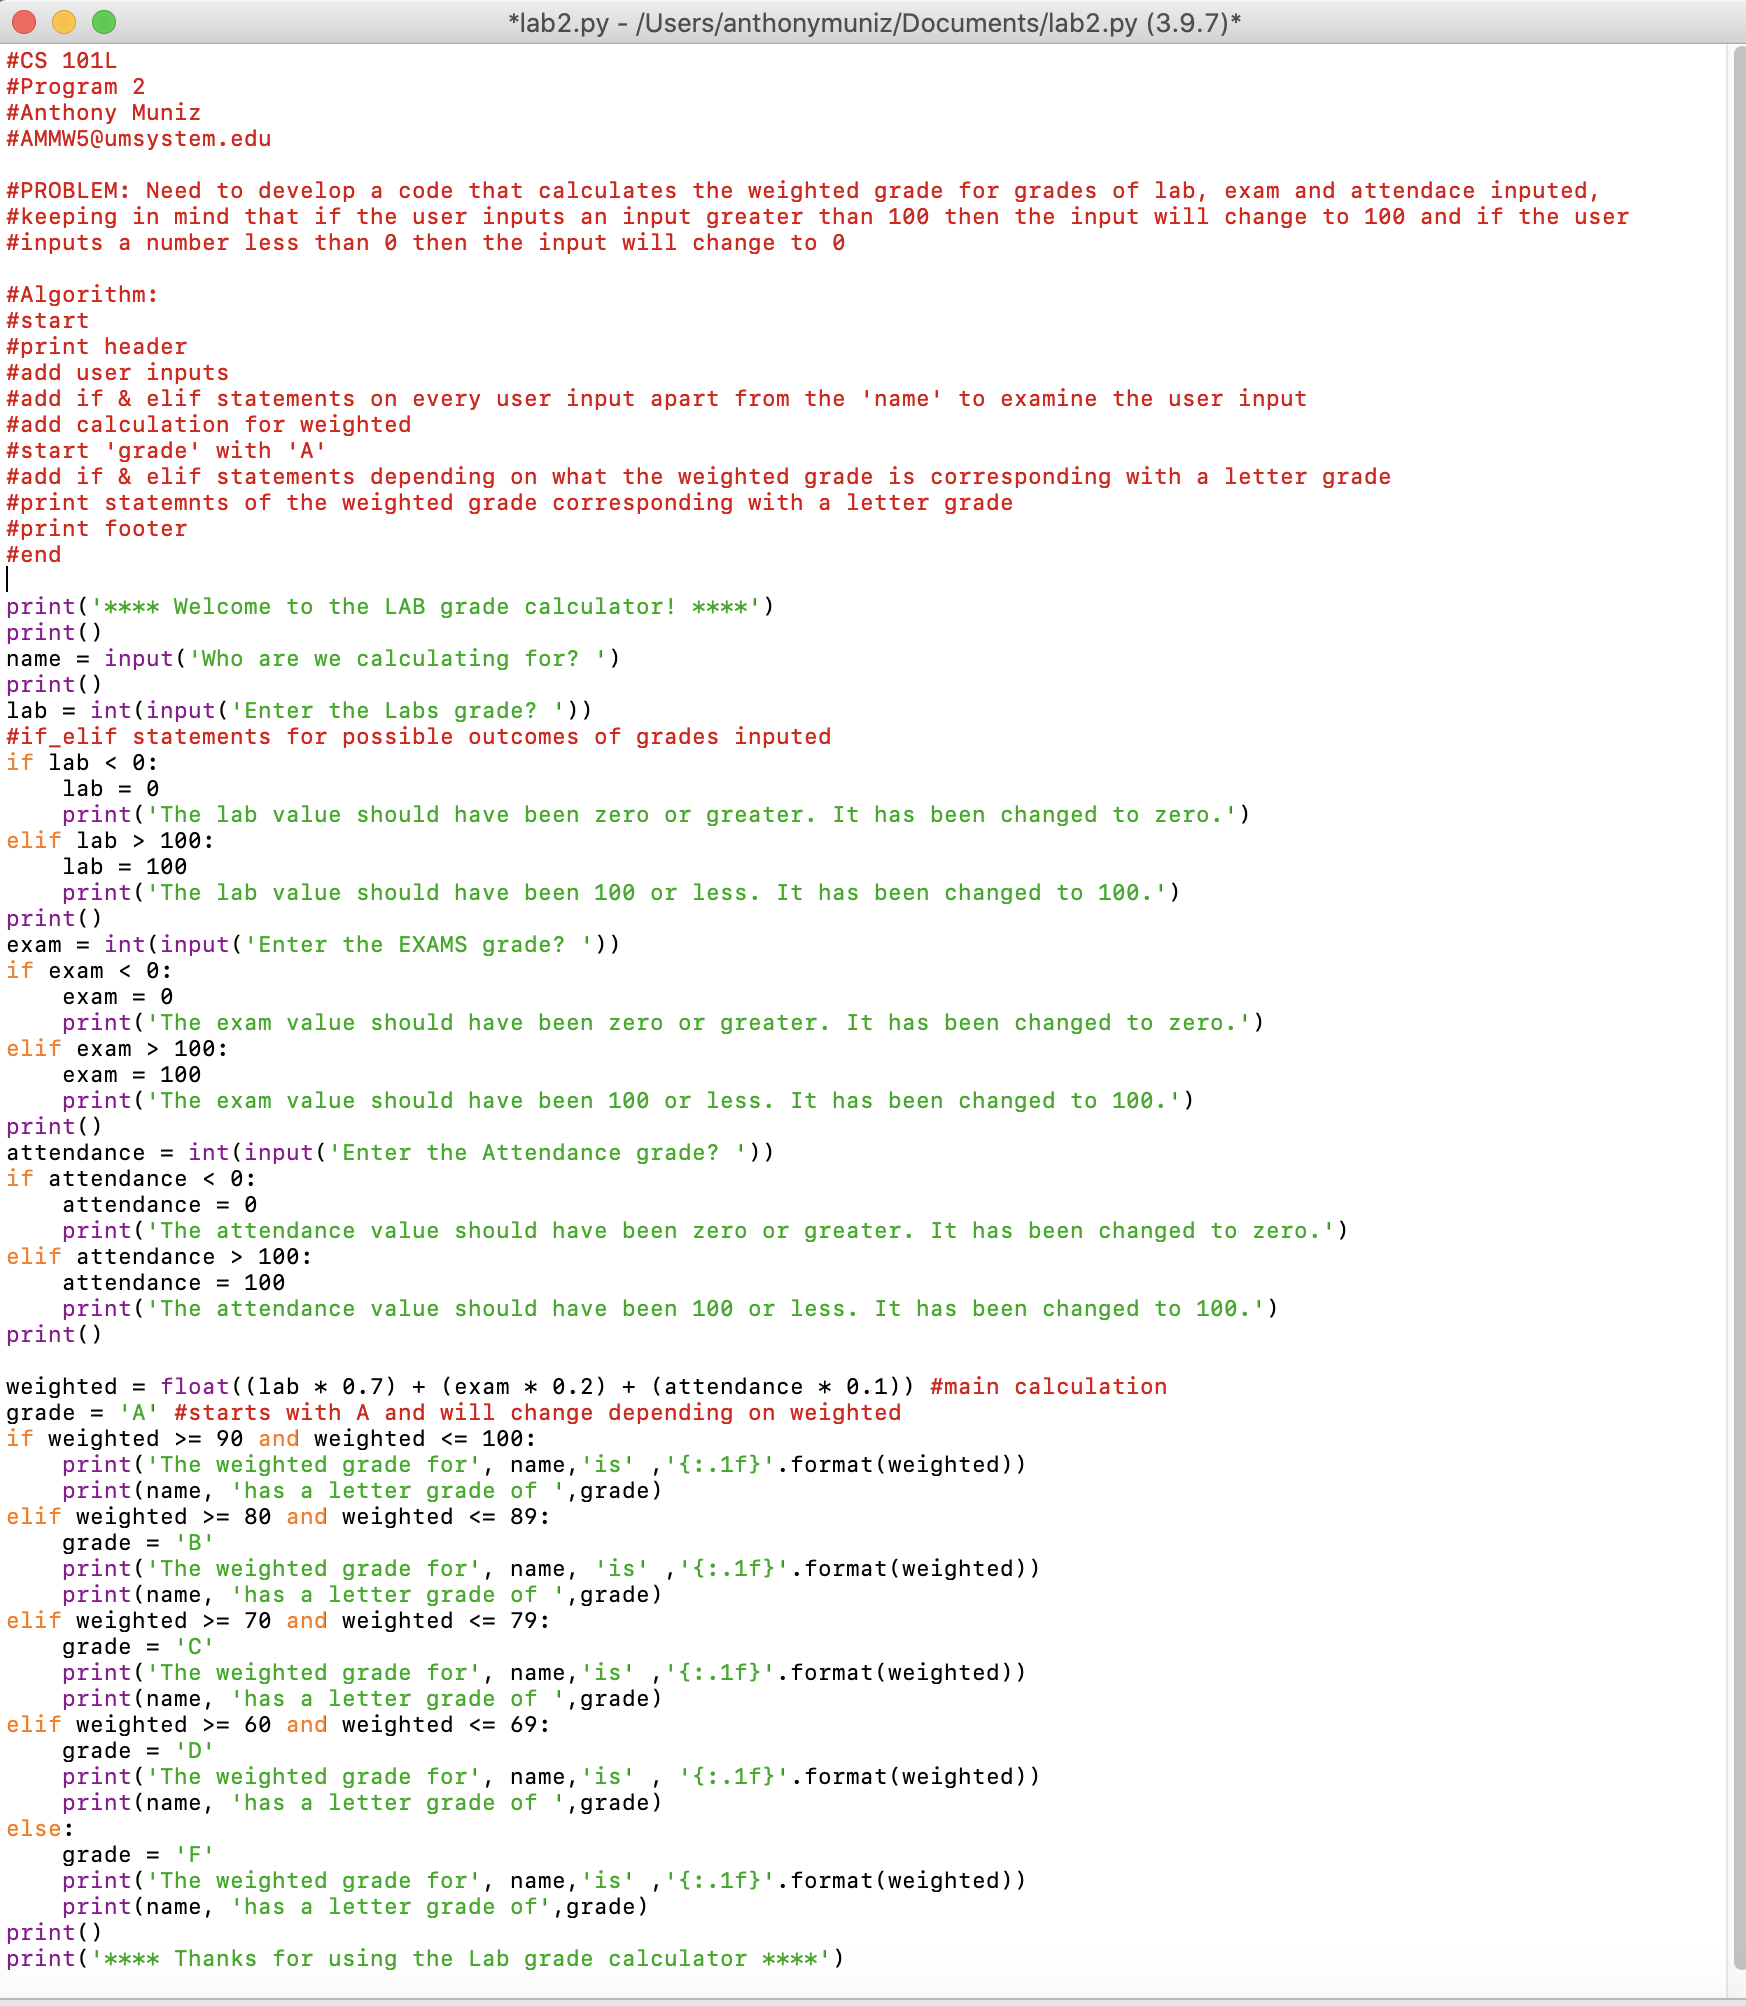 *lab2.py - /Users/anthonymuniz/Documents/lab2.py (3.9.7)*
#CS 101L
#Program 2
#Anthony Muniz
#AMMW5@umsystem.edu

#PROBLEM: Need to develop a code that calculates the weighted grade for grades of lab, exam and attendace inputed,
#keeping in mind that if the user inputs an input greater than 100 then the input will change to 100 and if the user
#inputs a number less than 0 then the input will change to 0

#Algorithm:
#start
#print header
#add user inputs
#add if & elif statements on every user input apart from the 'name' to examine the user input
#add calculation for weighted
#start 'grade' with 'A'
#add if & elif statements depending on what the weighted grade is corresponding with a letter grade
#print statemnts of the weighted grade corresponding with a letter grade
#print footer
#end

print('**** Welcome to the LAB grade calculator! ****')
print()
name = input('Who are we calculating for? ')
print()
lab = int(input('Enter the Labs grade? '))
#if_elif statements for possible outcomes of grades inputed
if lab < 0:
    lab = 0
    print('The lab value should have been zero or greater. It has been changed to zero.')
elif lab > 100:
    lab = 100
    print('The lab value should have been 100 or less. It has been changed to 100.')
print()
exam = int(input('Enter the EXAMS grade? '))
if exam < 0:
    exam = 0
    print('The exam value should have been zero or greater. It has been changed to zero.')
elif exam > 100:
    exam = 100
    print('The exam value should have been 100 or less. It has been changed to 100.')
print()
attendance = int(input('Enter the Attendance grade? '))
if attendance < 0:
    attendance = 0
    print('The attendance value should have been zero or greater. It has been changed to zero.')
elif attendance > 100:
    attendance = 100
    print('The attendance value should have been 100 or less. It has been changed to 100.')
print()

weighted = float((lab * 0.7) + (exam * 0.2) + (attendance * 0.1)) #main calculation
grade = 'A' #starts with A and will change depending on weighted
if weighted >= 90 and weighted <= 100:
    print('The weighted grade for', name,'is' ,'{:.1f}'.format(weighted))
    print(name, 'has a letter grade of ',grade)
elif weighted >= 80 and weighted <= 89:
    grade = 'B'
    print('The weighted grade for', name, 'is' ,'{:.1f}'.format(weighted))
    print(name, 'has a letter grade of ',grade)
elif weighted >= 70 and weighted <= 79:
    grade = 'C'
    print('The weighted grade for', name,'is' ,'{:.1f}'.format(weighted))
    print(name, 'has a letter grade of ',grade)
elif weighted >= 60 and weighted <= 69:
    grade = 'D'
    print('The weighted grade for', name,'is' , '{:.1f}'.format(weighted))
    print(name, 'has a letter grade of ',grade)
else:
    grade = 'F'
    print('The weighted grade for', name,'is' ,'{:.1f}'.format(weighted))
    print(name, 'has a letter grade of',grade)
print()
print('**** Thanks for using the Lab grade calculator ****')